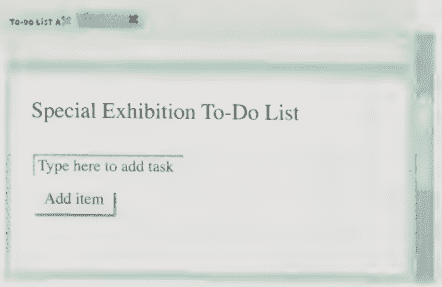 TO-DO LIST
Special Exhibition To-Do List
Type here to add task
Add item